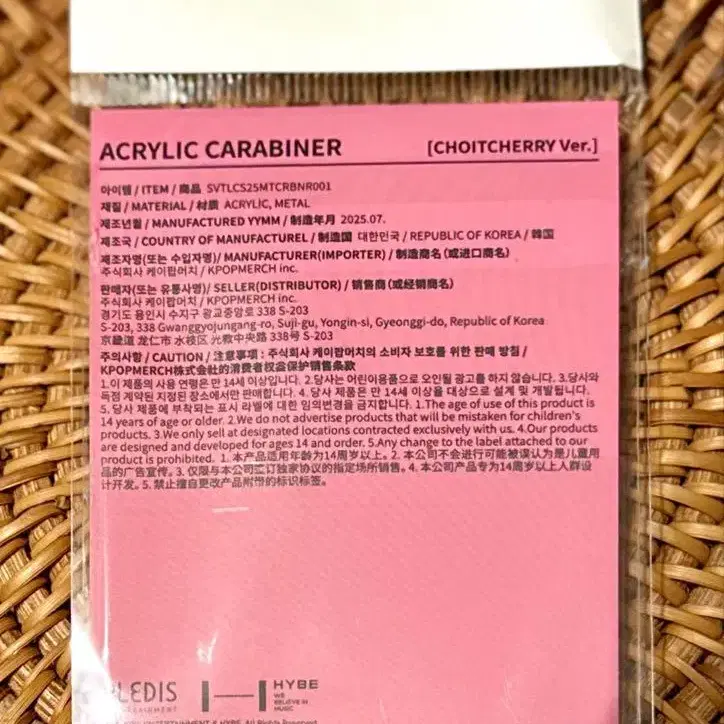 ACRYLIC CARABINER [CHOITCHERRY Ver.]
아이템 / ITEM / 商品 SVTLCS25MTCRBNR001
재질 / MATERIAL / 材质 ACRYLIC, METAL
제조년월 / MANUFACTURED YYMM / 制造年月 2025.07.
제조국 / COUNTRY OF MANUFACTUREL / 制造国 대한민국 / REPUBLIC OF KOREA / 韩国
제조자명(또는 수입자명)/ MANUFACTURER(IMPORTER) / 制造商名(或进口商名)
주식회사 케이팝머치 / KPOPMERCH inc.
판매자(또는 유통사명)/ SELLER(DISTRIBUTOR) / 销售商(或经销商名)
주식회사 케이팝머치 / KPOPMERCH inc.
경기도 용인시 수지구 광교중앙로 338 S-203
S-203, 338 Gwanggyojungang-ro, Suji-gu, Yongin-si, Gyeonggi-do, Republic of Korea
京畿道 龙仁市 水枝区 光教中央路 338号 S-203
주의사항 / CAUTION / 注意事项 : 주식회사 케이팝머치의 소비자 보호를 위한 판매 방침 /
KPOPMERCH株式会社的消费者权益保护销售条款
1.이 제품의 사용 연령은 만 14세 이상입니다. 2.당사는 어린이용품으로 오인될 광고를 하지 않습니다. 3.당사와
독점 계약된 지정된 장소에서만 판매합니다. 4. 당사 제품은 만 14세 이상을 대상으로 설계 및 개발됩니다.
5. 당사 제품에 부착되는 표시 라벨에 대한 임의변경을 금지합니다. 1.The age of use of this product is
14 years of age or older. 2.We do not advertise products that will be mistaken for children's
products. 3.We only sell at designated locations contracted exclusively with us. 4.Our products
are designed and developed for ages 14 and order. 5.Any change to the label attached to our
product is prohibited. 1. 本产品适用年龄为14周岁以上。2. 本公司不会进行可能被误认为是儿童用
品的广告宣传。3. 仅限与本公司签订独家协议的指定场所销售。4. 本公司产品专为14周岁以上人群设
计开发。5. 禁止擅自更改产品附带的标识标签。
LEDIS
HYBE
WE
BELIEVE IN
MUSIC
ENTERTAINMENT & HYBE. All Rights Reserved.